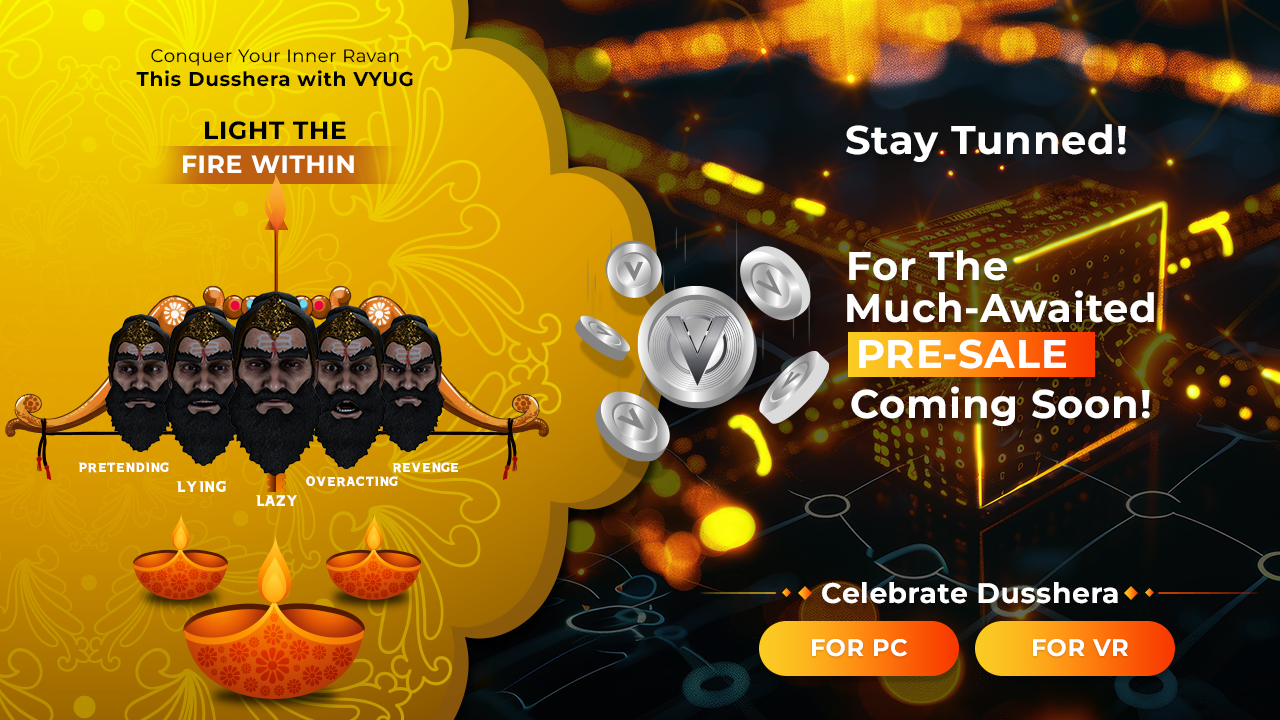 Conquer Your Inner Ravan
This Dusshera with VYUG
LIGHT THE
FIRE WITHIN
PRETENDING
LYING
LAZY
OVERACTING
REVENGE
Stay Tunned!
For The
Much-Awaited
PRE-SALE
Coming Soon!
Celebrate Dusshera
FOR PC
FOR VR